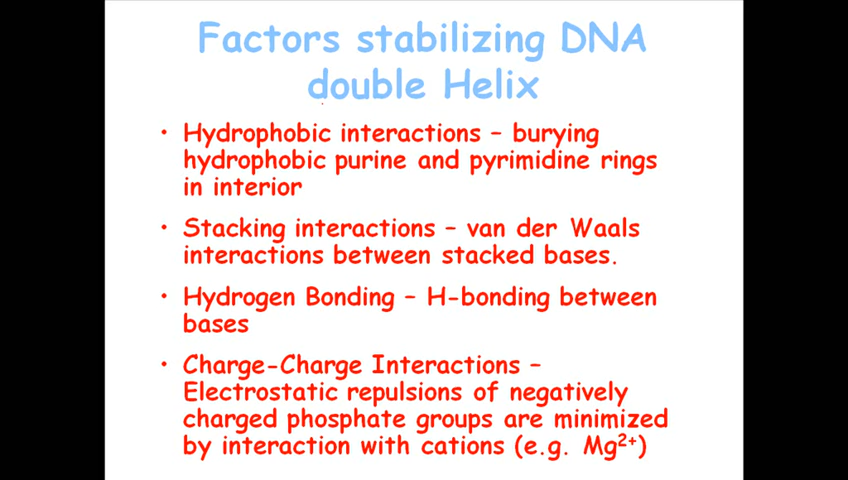 Factors stabilizing DNA
double Helix
• Hydrophobic interactions – burying
hydrophobic purine and pyrimidine rings
in interior
• Stacking interactions – van der Waals
interactions between stacked bases.
• Hydrogen Bonding – H-bonding between
bases
• Charge-Charge Interactions –
Electrostatic repulsions of negatively
charged phosphate groups are minimized
by interaction with cations (e.g. Mg²⁺)